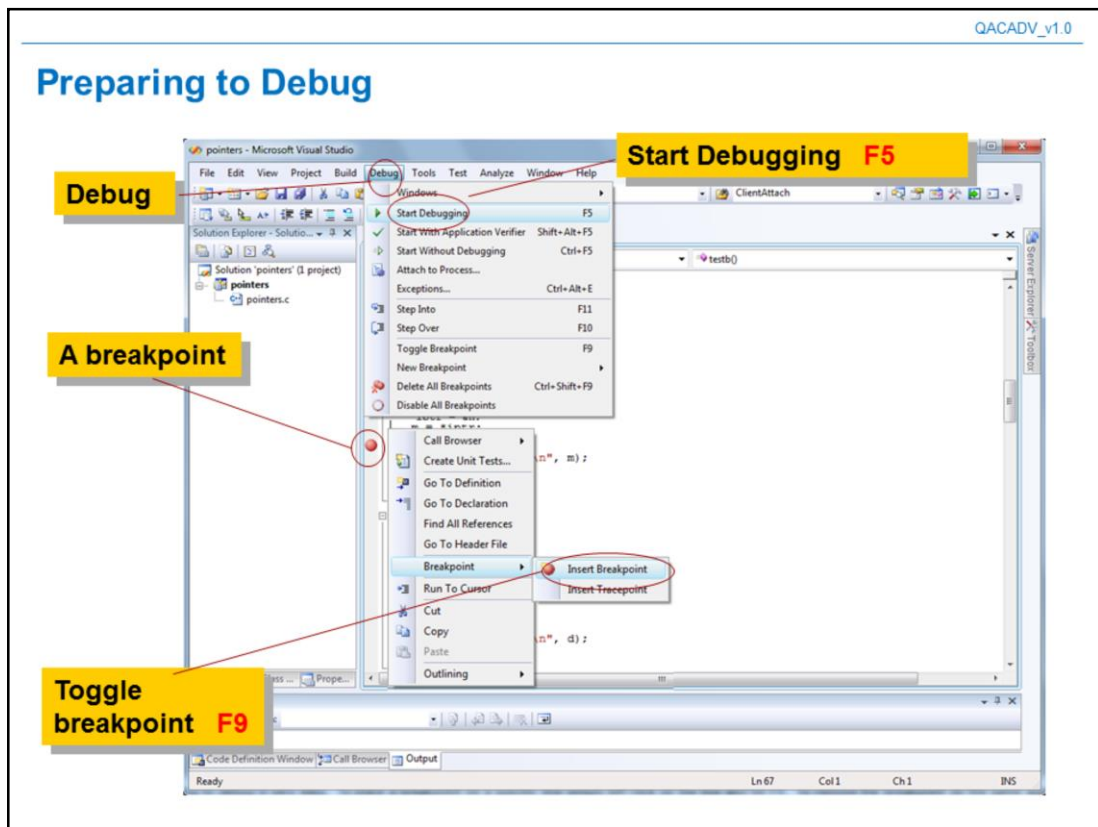 QACADV_v1.0
Preparing to Debug
pointers - Microsoft Visual Studio
File Edit View Project Build Debug Tools Test Analyze Window Help
Start Debugging F5
Debug
ClientAttach
Windows
Start Debugging F5
Start With Application Verifier Shift+Alt+F5
Start Without Debugging Ctrl+F5
Attach to Process...
Exceptions... Ctrl+Alt+E
Step Into F11
Step Over F10
Toggle Breakpoint F9
New Breakpoint
Delete All Breakpoints Ctrl+Shift+F9
Disable All Breakpoints
Solution Explorer - Solutio...
Solution 'pointers' (1 project)
pointers
pointers.c
testb()
Server Explorer
Toolbox
A breakpoint
m = *iptr;
\n", m);
Call Browser
Create Unit Tests...
Go To Definition
Go To Declaration
Find All References
Go To Header File
Breakpoint
Insert Breakpoint
Insert Tracepoint
Run To Cursor
Cut
Copy
Paste
Outlining
\n", d);
Toggle
breakpoint F9
Prope...
Code Definition Window Call Browser Output
Ready Ln 67 Col 1 Ch 1 INS